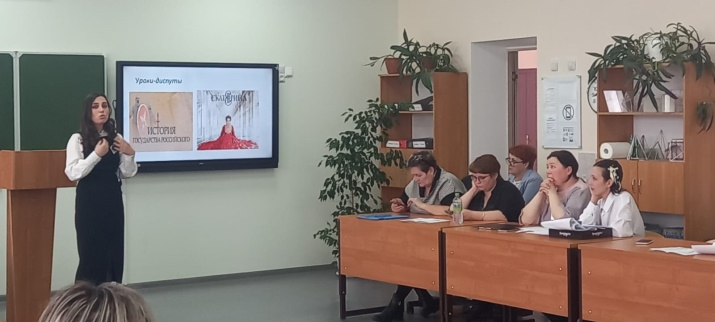 Уроки-диспуты
ИСТОРИЯ
ГОСУДАРСТВА РОССИЙСКОГО
ЕКАТЕРИНА